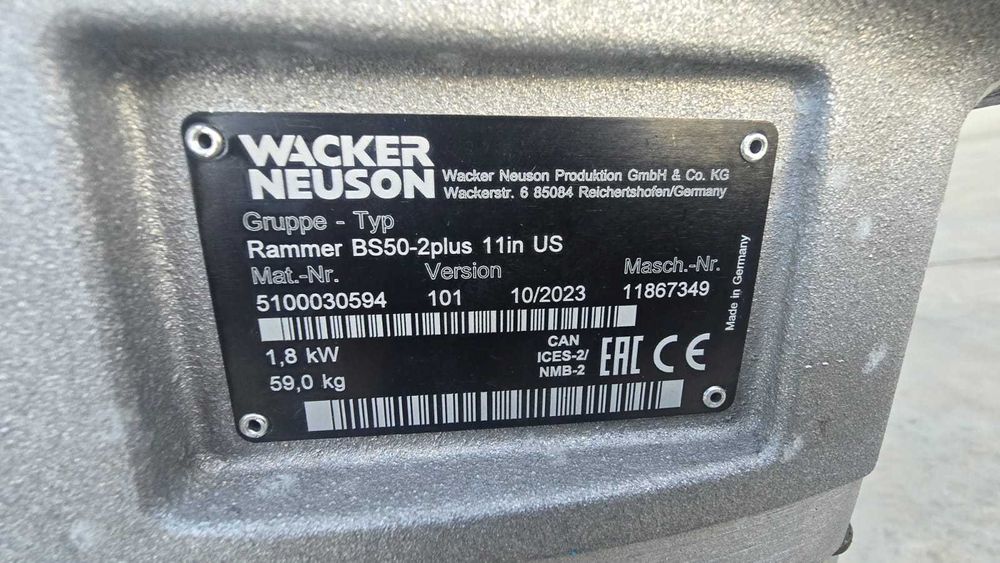 WACKER
NEUSON
Wacker Neuson Produktion GmbH & Co. KG
Wackerstr. 6 85084 Reichertshofen/Germany
Gruppe - Typ
Rammer BS50-2plus 11in US
Mat.-Nr. Version Masch.-Nr.
5100030594 101 10/2023 11867349
1,8 kW
59,0 kg
CAN
ICES-2/
NMB-2
EAC CE
Made in Germany